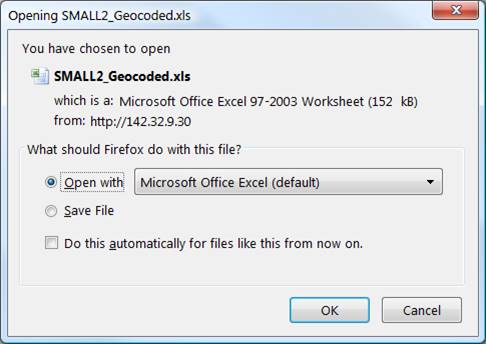 Opening SMALL2_Geocoded.xls
You have chosen to open
SMALL2_Geocoded.xls
which is a: Microsoft Office Excel 97-2003 Worksheet (152 kB)
from: http://142.32.9.30
What should Firefox do with this file?
Open with Microsoft Office Excel (default)
Save File
Do this automatically for files like this from now on.
OK Cancel